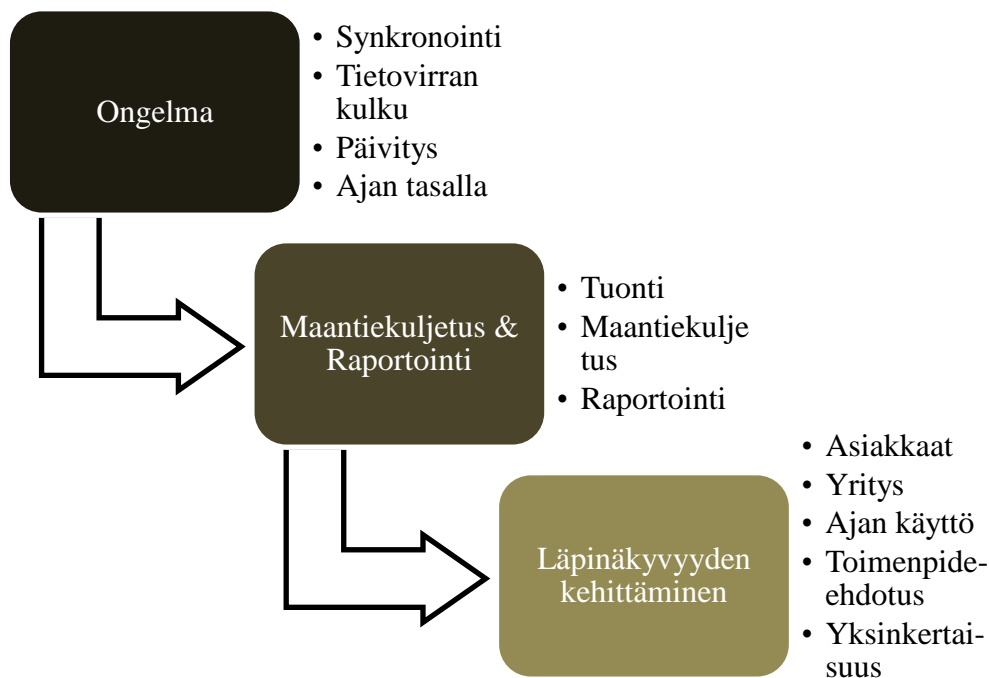 Ongelma
• Synkronointi
• Tietovirran
kulku
• Päivitys
• Ajan tasalla
Maantiekuljetus &
Raportointi
• Tuonti
• Maantiekulje
tus
• Raportointi
Läpinäkyvyyden
kehittäminen
• Asiakkaat
• Yritys
• Ajan käyttö
• Toimenpide-
ehdotus
• Yksinkertai-
suus